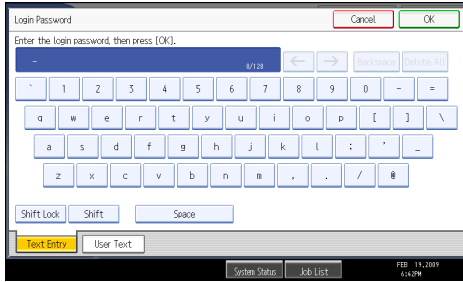 Login Password
Cancel
OK
Enter the login password, then press [OK].
_
0/128
← → Backspace Delete All
` 1 2 3 4 5 6 7 8 9 0 - =
q w e r t y u i o p [ ] \
a s d f g h j k l : ' _
z x c v b n m , . / @
Shift Lock Shift Space
Text Entry User Text
System Status Job List FEB 19,2009
6:42PM